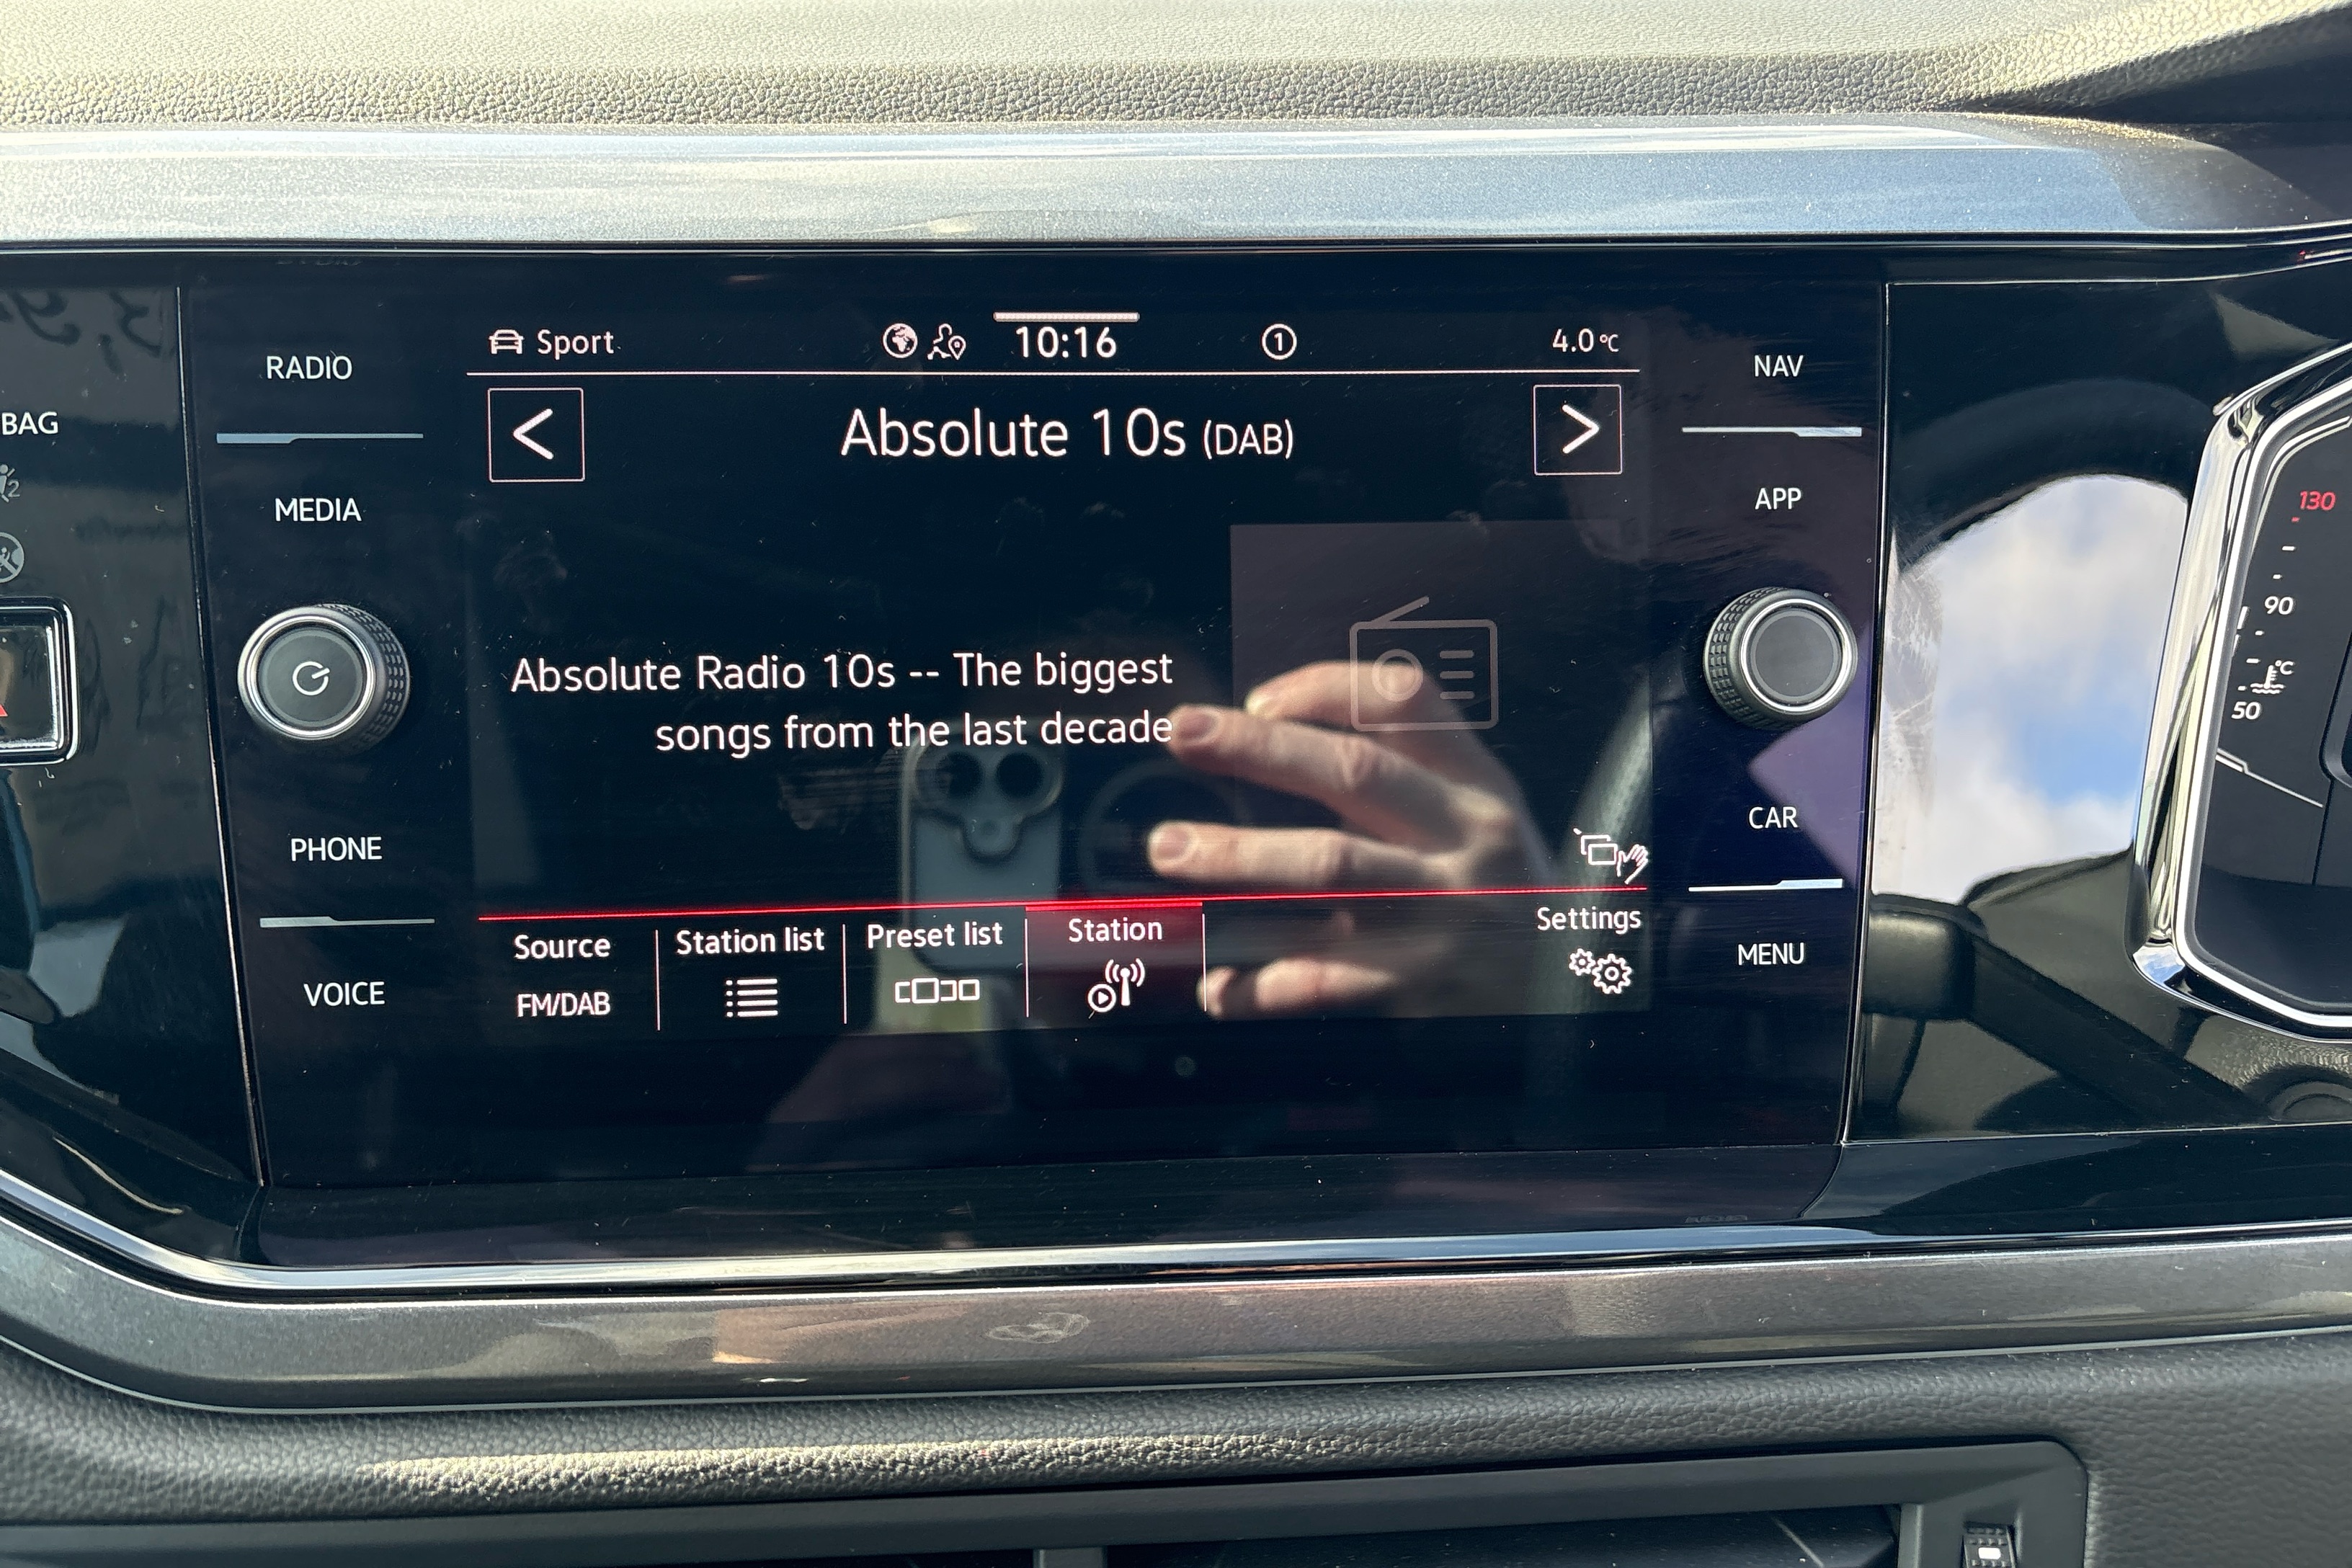 BAG
2
RADIO
MEDIA
PHONE
VOICE
Sport
10:16
1
4.0 °C
Absolute 10s (DAB)
Absolute Radio 10s -- The biggest
songs from the last decade
Source
FM/DAB
Station list
Preset list
Station
Settings
NAV
APP
CAR
MENU
130
90
°C
50